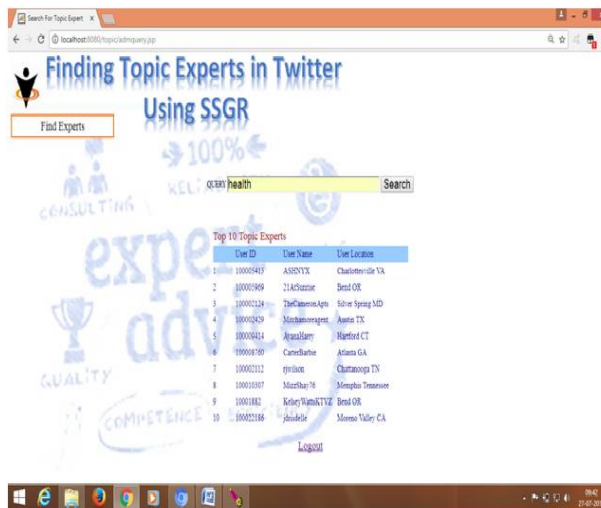 Search For Topic Expert
localhost:8080/topic/admquery.jsp
Finding Topic Experts in Twitter
Using SSGR
Find Experts
100%
CONSULTING
QUERY health Search
expert
advice
QUALITY
COMPETENCE
Top 10 Topic Experts
User ID User Name User Location
1 100005413 ASHNYX Charlottesville VA
2 100005969 21AtSunrise Bend OR
3 100002124 TheCameronApts Silver Spring MD
4 100002429 Austin TX
5 100009414 AyanaHarry Hartford CT
6 100008760 CarterBarbie Atlanta GA
7 100002112 rjwilson Chattanooga TN
8 100010307 MizzShay76 Memphis Tennessee
9 10001882 KelseyWattsKTVZ Bend OR
10 100022186 Moreno Valley CA
Logout
09:42